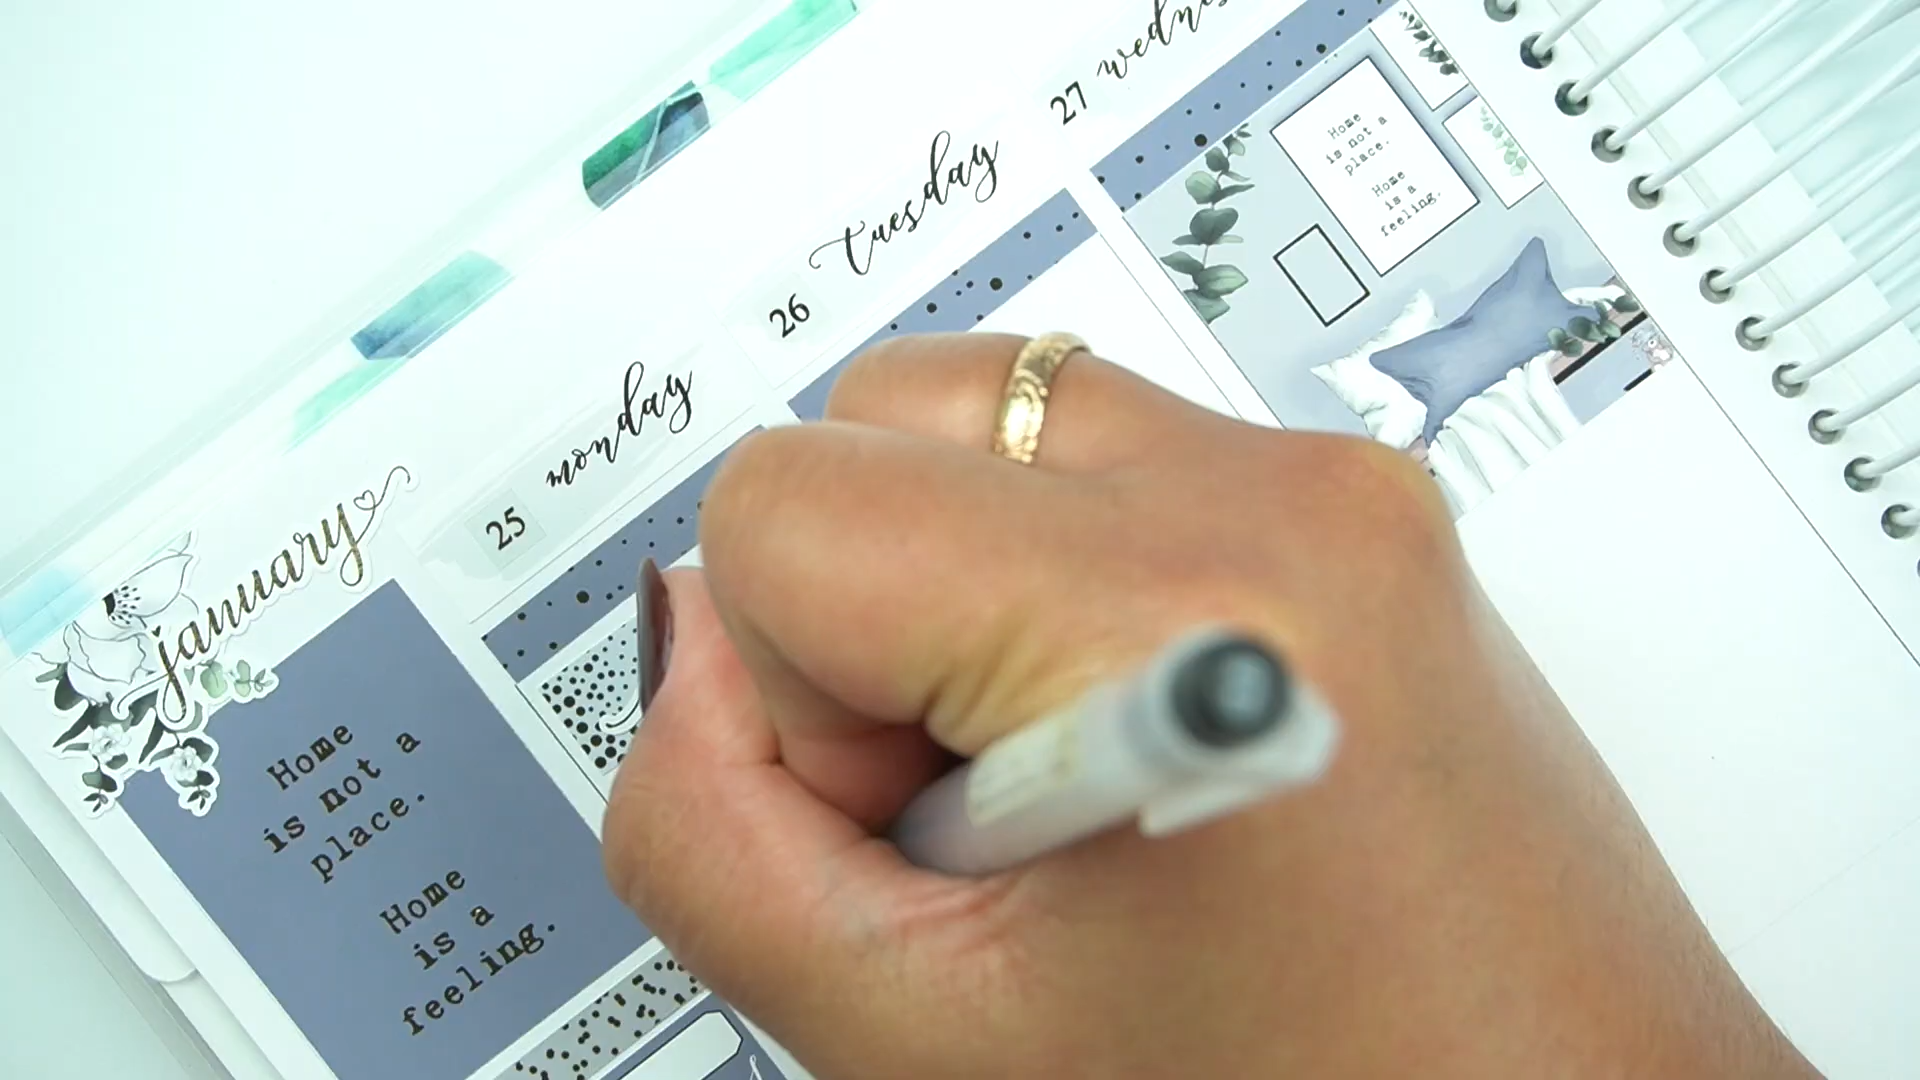 january
Home
is not a
place.
Home
is a
feeling.
25 monday
26 tuesday
27
Home
is not a
place.
Home
is a
feeling.